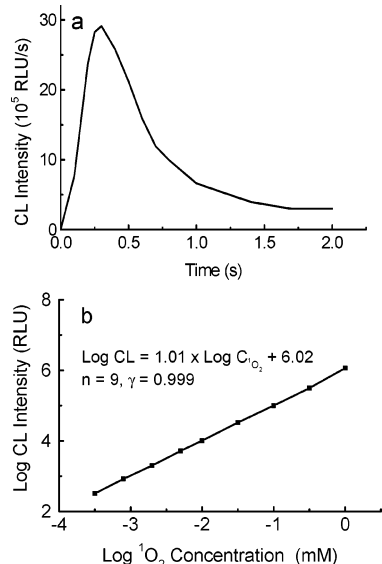 a
CL Intensity (10⁵ RLU/s)
30
20
10
0
0.0 0.5 1.0 1.5 2.0
Time (s)
b
Log CL Intensity (RLU)
8
6
4
2
Log CL = 1.01 x Log C¹O₂ + 6.02
n = 9, γ = 0.999
-4 -3 -2 -1 0
Log ¹O₂ Concentration (mM)